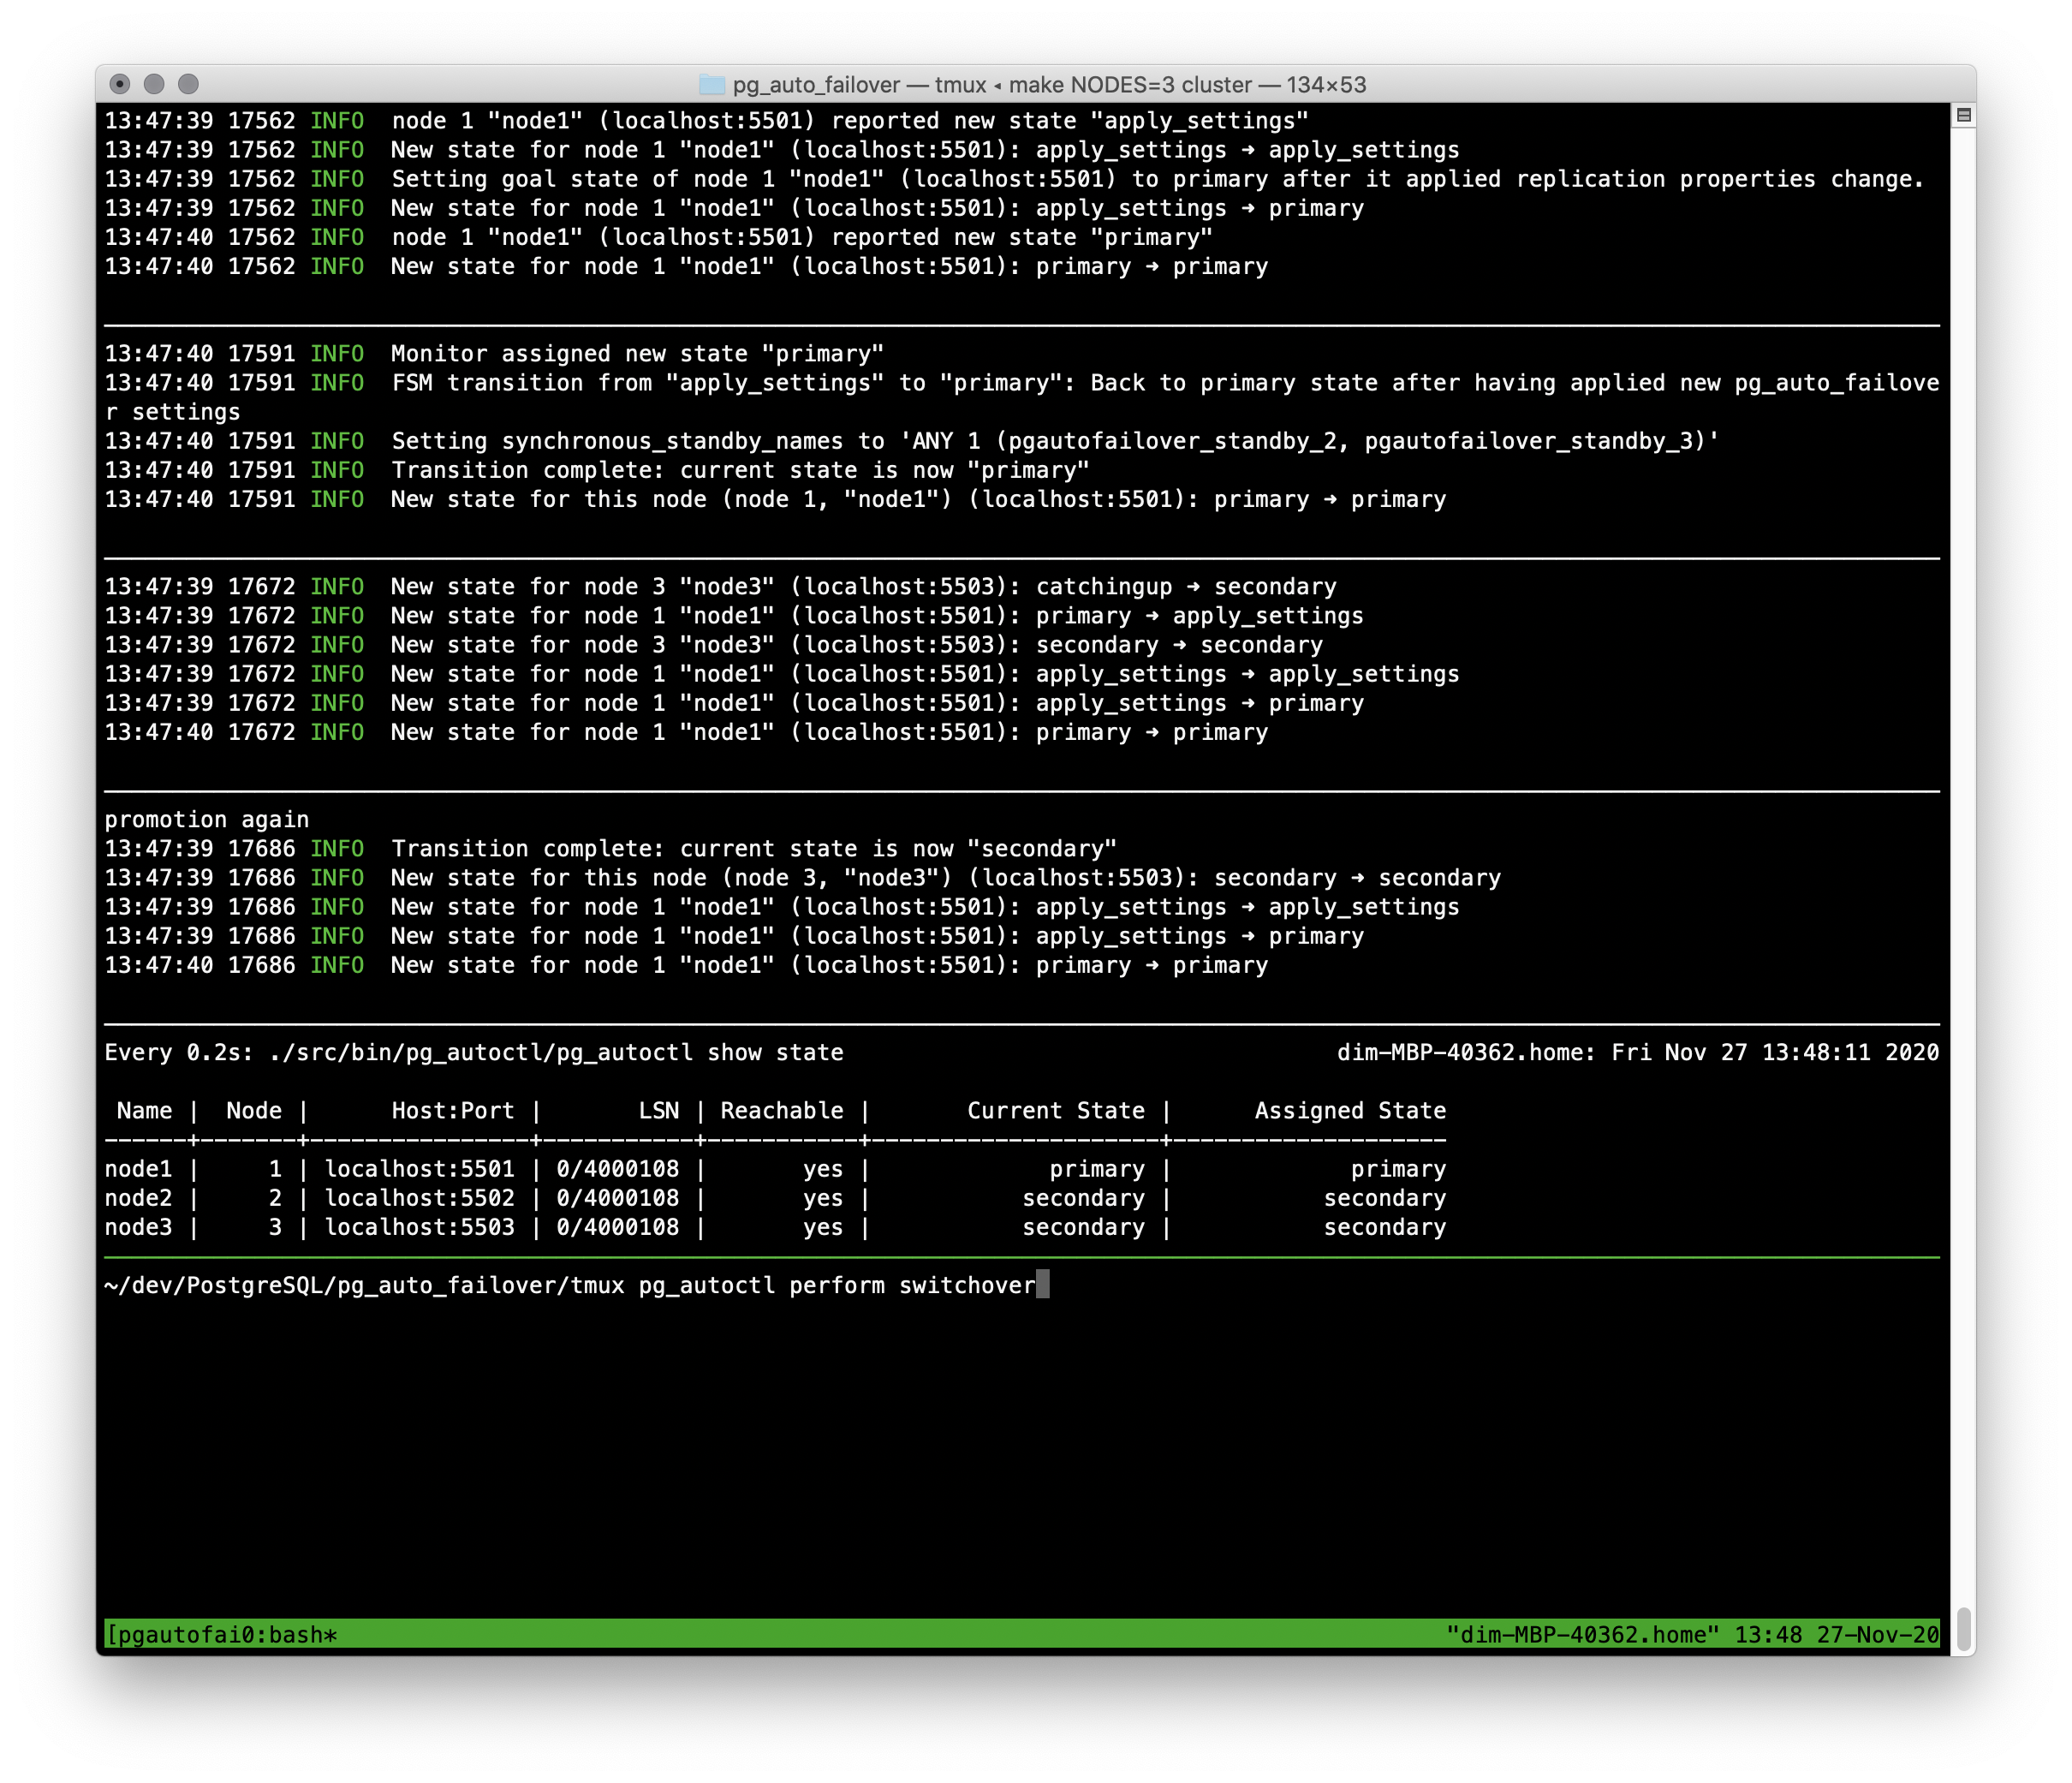 pg_auto_failover — tmux ◂ make NODES=3 cluster — 134×53
13:47:39 17562 INFO  node 1 "node1" (localhost:5501) reported new state "apply_settings"
13:47:39 17562 INFO  New state for node 1 "node1" (localhost:5501): apply_settings ➜ apply_settings
13:47:39 17562 INFO  Setting goal state of node 1 "node1" (localhost:5501) to primary after it applied replication properties change.
13:47:39 17562 INFO  New state for node 1 "node1" (localhost:5501): apply_settings ➜ primary
13:47:40 17562 INFO  node 1 "node1" (localhost:5501) reported new state "primary"
13:47:40 17562 INFO  New state for node 1 "node1" (localhost:5501): primary ➜ primary
13:47:40 17591 INFO  Monitor assigned new state "primary"
13:47:40 17591 INFO  FSM transition from "apply_settings" to "primary": Back to primary state after having applied new pg_auto_failove
r settings
13:47:40 17591 INFO  Setting synchronous_standby_names to 'ANY 1 (pgautofailover_standby_2, pgautofailover_standby_3)'
13:47:40 17591 INFO  Transition complete: current state is now "primary"
13:47:40 17591 INFO  New state for this node (node 1, "node1") (localhost:5501): primary ➜ primary
13:47:39 17672 INFO  New state for node 3 "node3" (localhost:5503): catchingup ➜ secondary
13:47:39 17672 INFO  New state for node 1 "node1" (localhost:5501): primary ➜ apply_settings
13:47:39 17672 INFO  New state for node 3 "node3" (localhost:5503): secondary ➜ secondary
13:47:39 17672 INFO  New state for node 1 "node1" (localhost:5501): apply_settings ➜ apply_settings
13:47:39 17672 INFO  New state for node 1 "node1" (localhost:5501): apply_settings ➜ primary
13:47:40 17672 INFO  New state for node 1 "node1" (localhost:5501): primary ➜ primary
promotion again
13:47:39 17686 INFO  Transition complete: current state is now "secondary"
13:47:39 17686 INFO  New state for this node (node 3, "node3") (localhost:5503): secondary ➜ secondary
13:47:39 17686 INFO  New state for node 1 "node1" (localhost:5501): apply_settings ➜ apply_settings
13:47:39 17686 INFO  New state for node 1 "node1" (localhost:5501): apply_settings ➜ primary
13:47:40 17686 INFO  New state for node 1 "node1" (localhost:5501): primary ➜ primary
Every 0.2s: ./src/bin/pg_autoctl/pg_autoctl show state    dim-MBP-40362.home: Fri Nov 27 13:48:11 2020
 Name |  Node |      Host:Port |       LSN | Reachable |       Current State |      Assigned State
------+-------+----------------+-----------+-----------+---------------------+--------------------
node1 |     1 | localhost:5501 | 0/4000108 |       yes |             primary |             primary
node2 |     2 | localhost:5502 | 0/4000108 |       yes |           secondary |           secondary
node3 |     3 | localhost:5503 | 0/4000108 |       yes |           secondary |           secondary
~/dev/PostgreSQL/pg_auto_failover/tmux pg_autoctl perform switchover
[pgautofai0:bash*    "dim-MBP-40362.home" 13:48 27-Nov-20